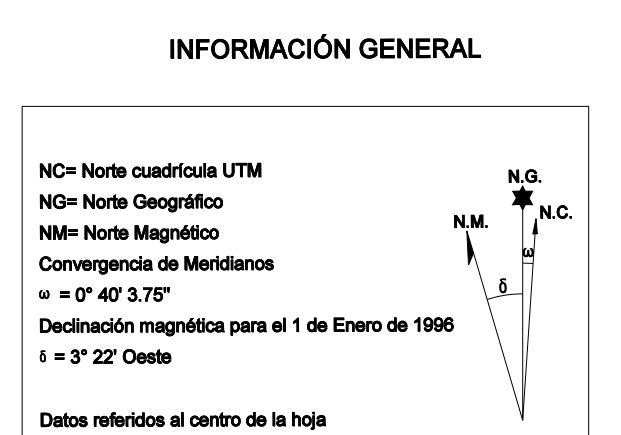 INFORMACIÓN GENERAL
NC= Norte cuadrícula UTM
NG= Norte Geográfico
NM= Norte Magnético
Convergencia de Meridianos
ω = 0° 40' 3.75"
Declinación magnética para el 1 de Enero de 1996
δ = 3° 22' Oeste
Datos referidos al centro de la hoja
N.G.
N.C.
N.M.
ω
δ